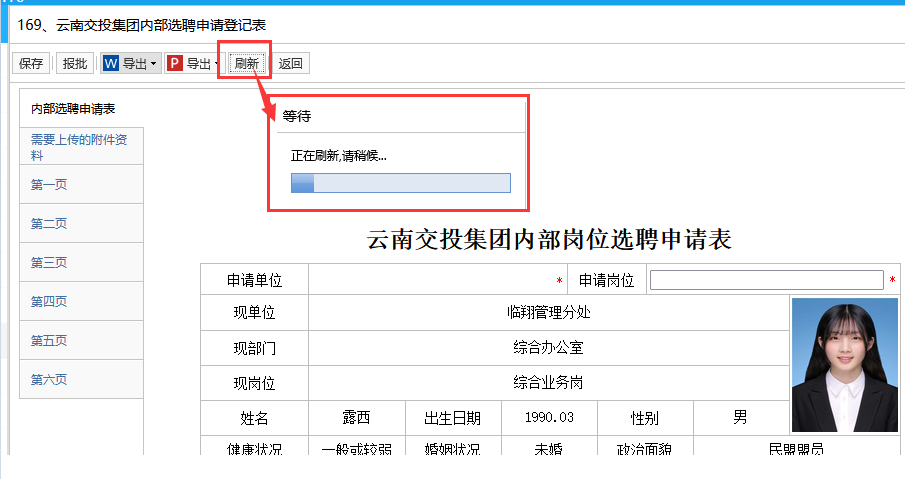 169、云南交投集团内部选聘申请登记表
保存 报批 W 导出 P 导出 刷新 返回
内部选聘申请表
需要上传的附件资
料
第一页
第二页
第三页
第四页
第五页
第六页
等待
正在刷新,请稍候...
云南交投集团内部岗位选聘申请表
申请单位 * 申请岗位 *
现单位 临翔管理分处
现部门 综合办公室
现岗位 综合业务岗
姓名 露西 出生日期 1990.03 性别 男
健康状况 一般或较弱 婚姻状况 未婚 政治面貌 民盟盟员